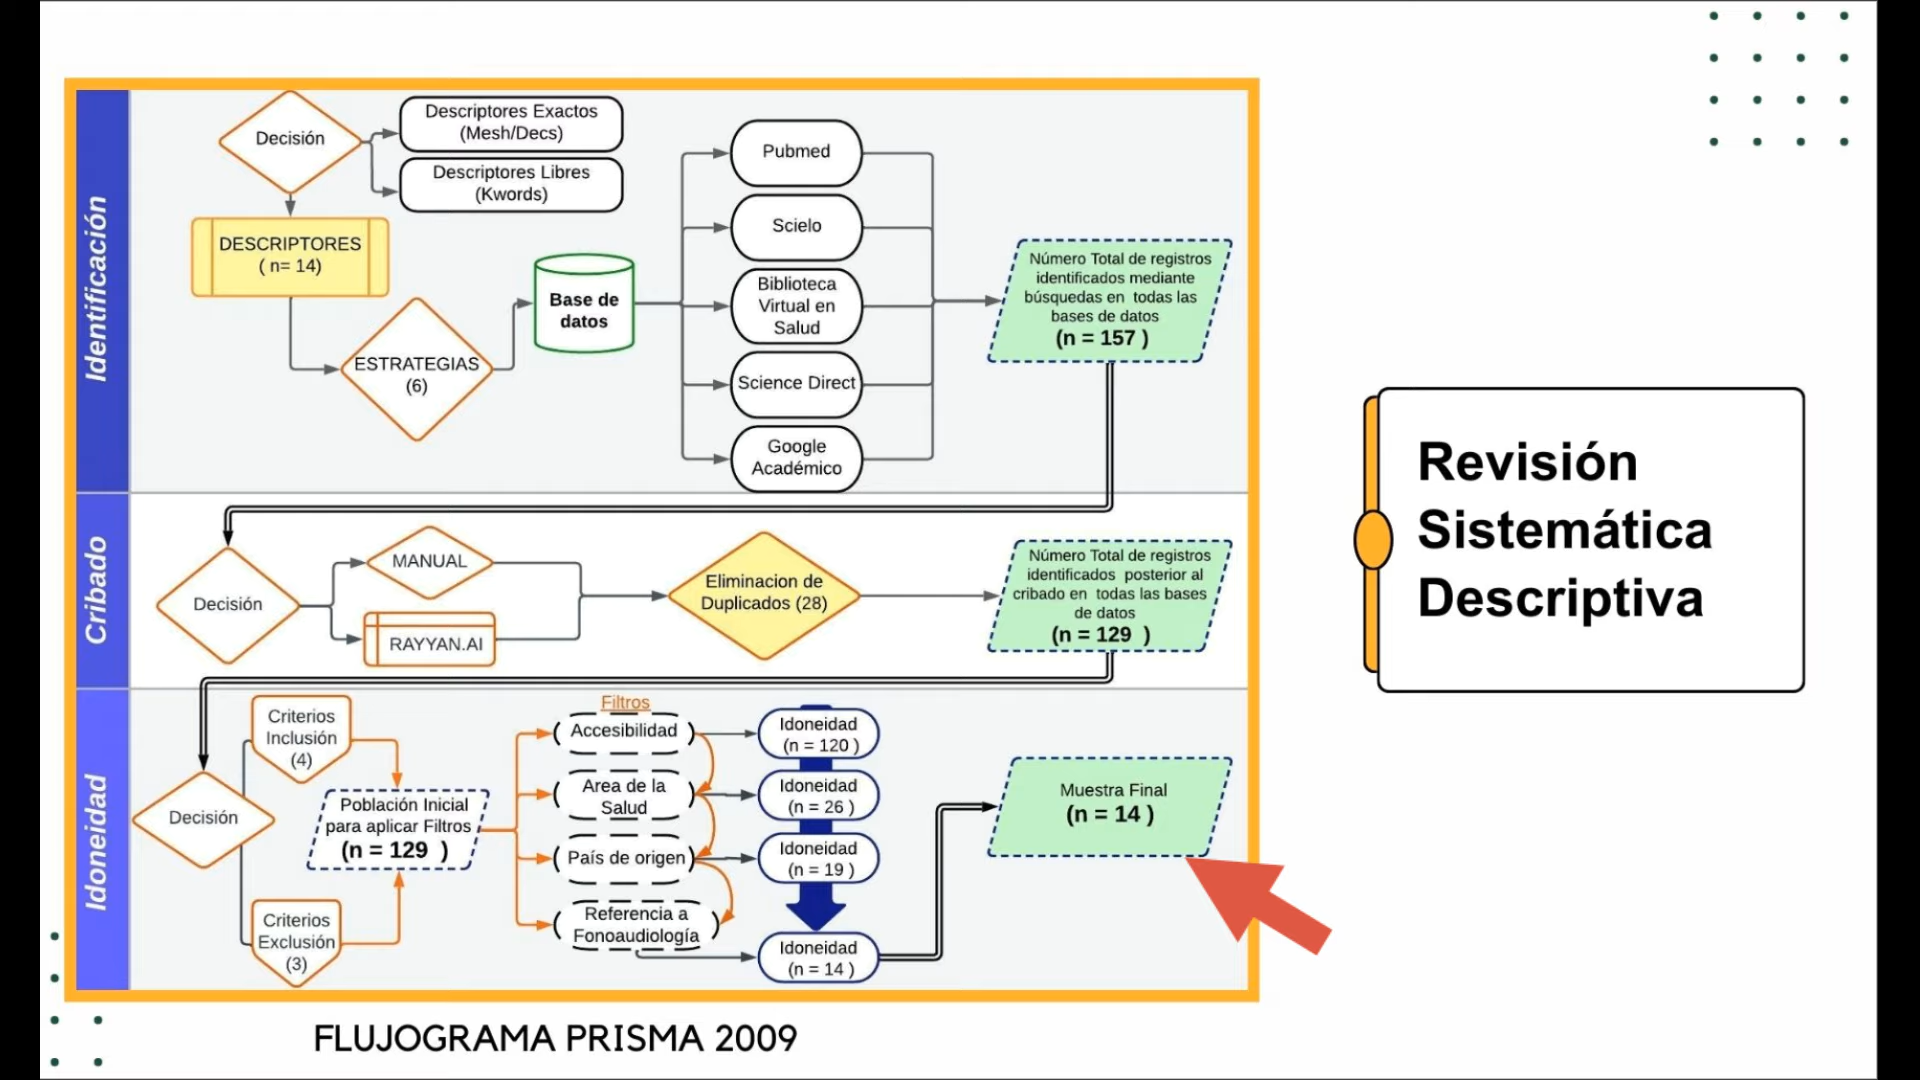 Identificación
Decisión
Descriptores Exactos
(Mesh/Decs)
Descriptores Libres
(Kwords)
DESCRIPTORES
( n= 14)
ESTRATEGIAS
(6)
Base de
datos
Pubmed
Scielo
Biblioteca
Virtual en
Salud
Science Direct
Google
Académico
Número Total de registros
identificados mediante
búsquedas en todas las
bases de datos
(n = 157 )
Cribado
Decisión
MANUAL
RAYYAN.AI
Eliminacion de
Duplicados (28)
Número Total de registros
identificados posterior al
cribado en todas las bases
de datos
(n = 129 )
Idoneidad
Decisión
Criterios
Inclusión
(4)
Criterios
Exclusión
(3)
Población Inicial
para aplicar Filtros
(n = 129 )
Filtros
Accesibilidad
Area de la
Salud
País de origen
Referencia a
Fonoaudiología
Idoneidad
(n = 120 )
Idoneidad
(n = 26 )
Idoneidad
(n = 19 )
Idoneidad
(n = 14 )
Muestra Final
(n = 14 )
Revisión
Sistemática
Descriptiva
FLUJOGRAMA PRISMA 2009